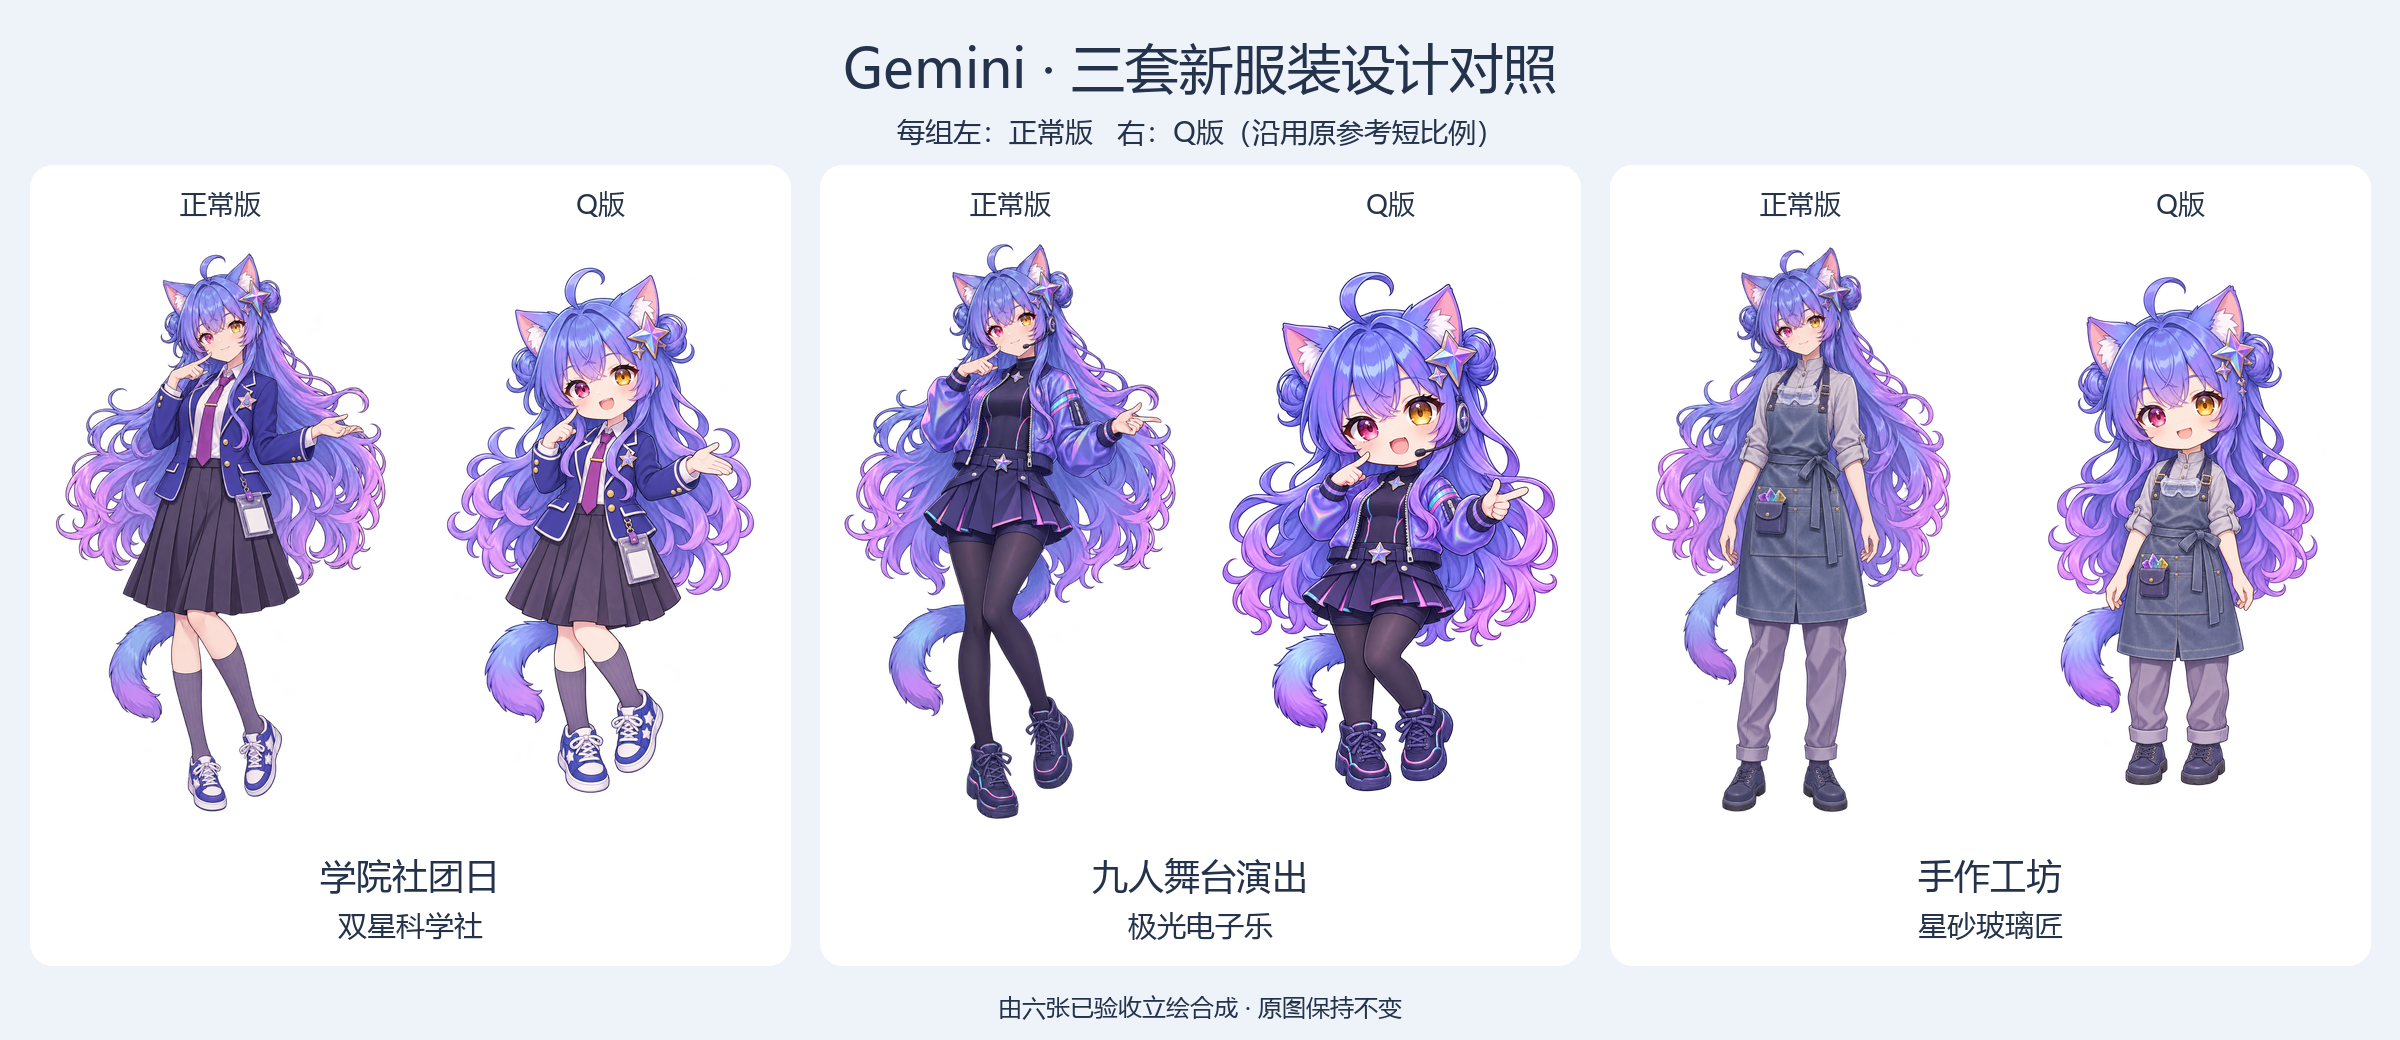 Gemini · 三套新服装设计对照
每组左：正常版 右：Q版（沿用原参考短比例）
正常版
Q版
学院社团日
双星科学社
正常版
Q版
九人舞台演出
极光电子乐
正常版
Q版
手作工坊
星砂玻璃匠
由六张已验收立绘合成 · 原图保持不变